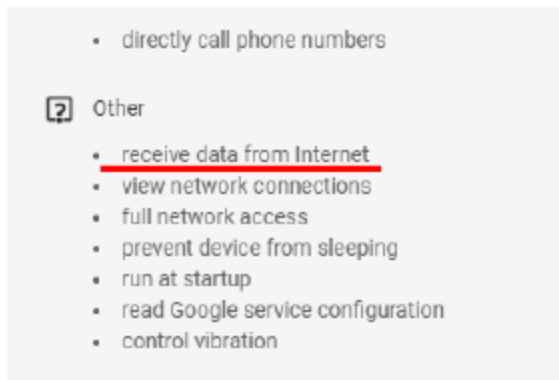 directly call phone numbers
Other
receive data from Internet
view network connections
full network access
prevent device from sleeping
run at startup
read Google service configuration
control vibration